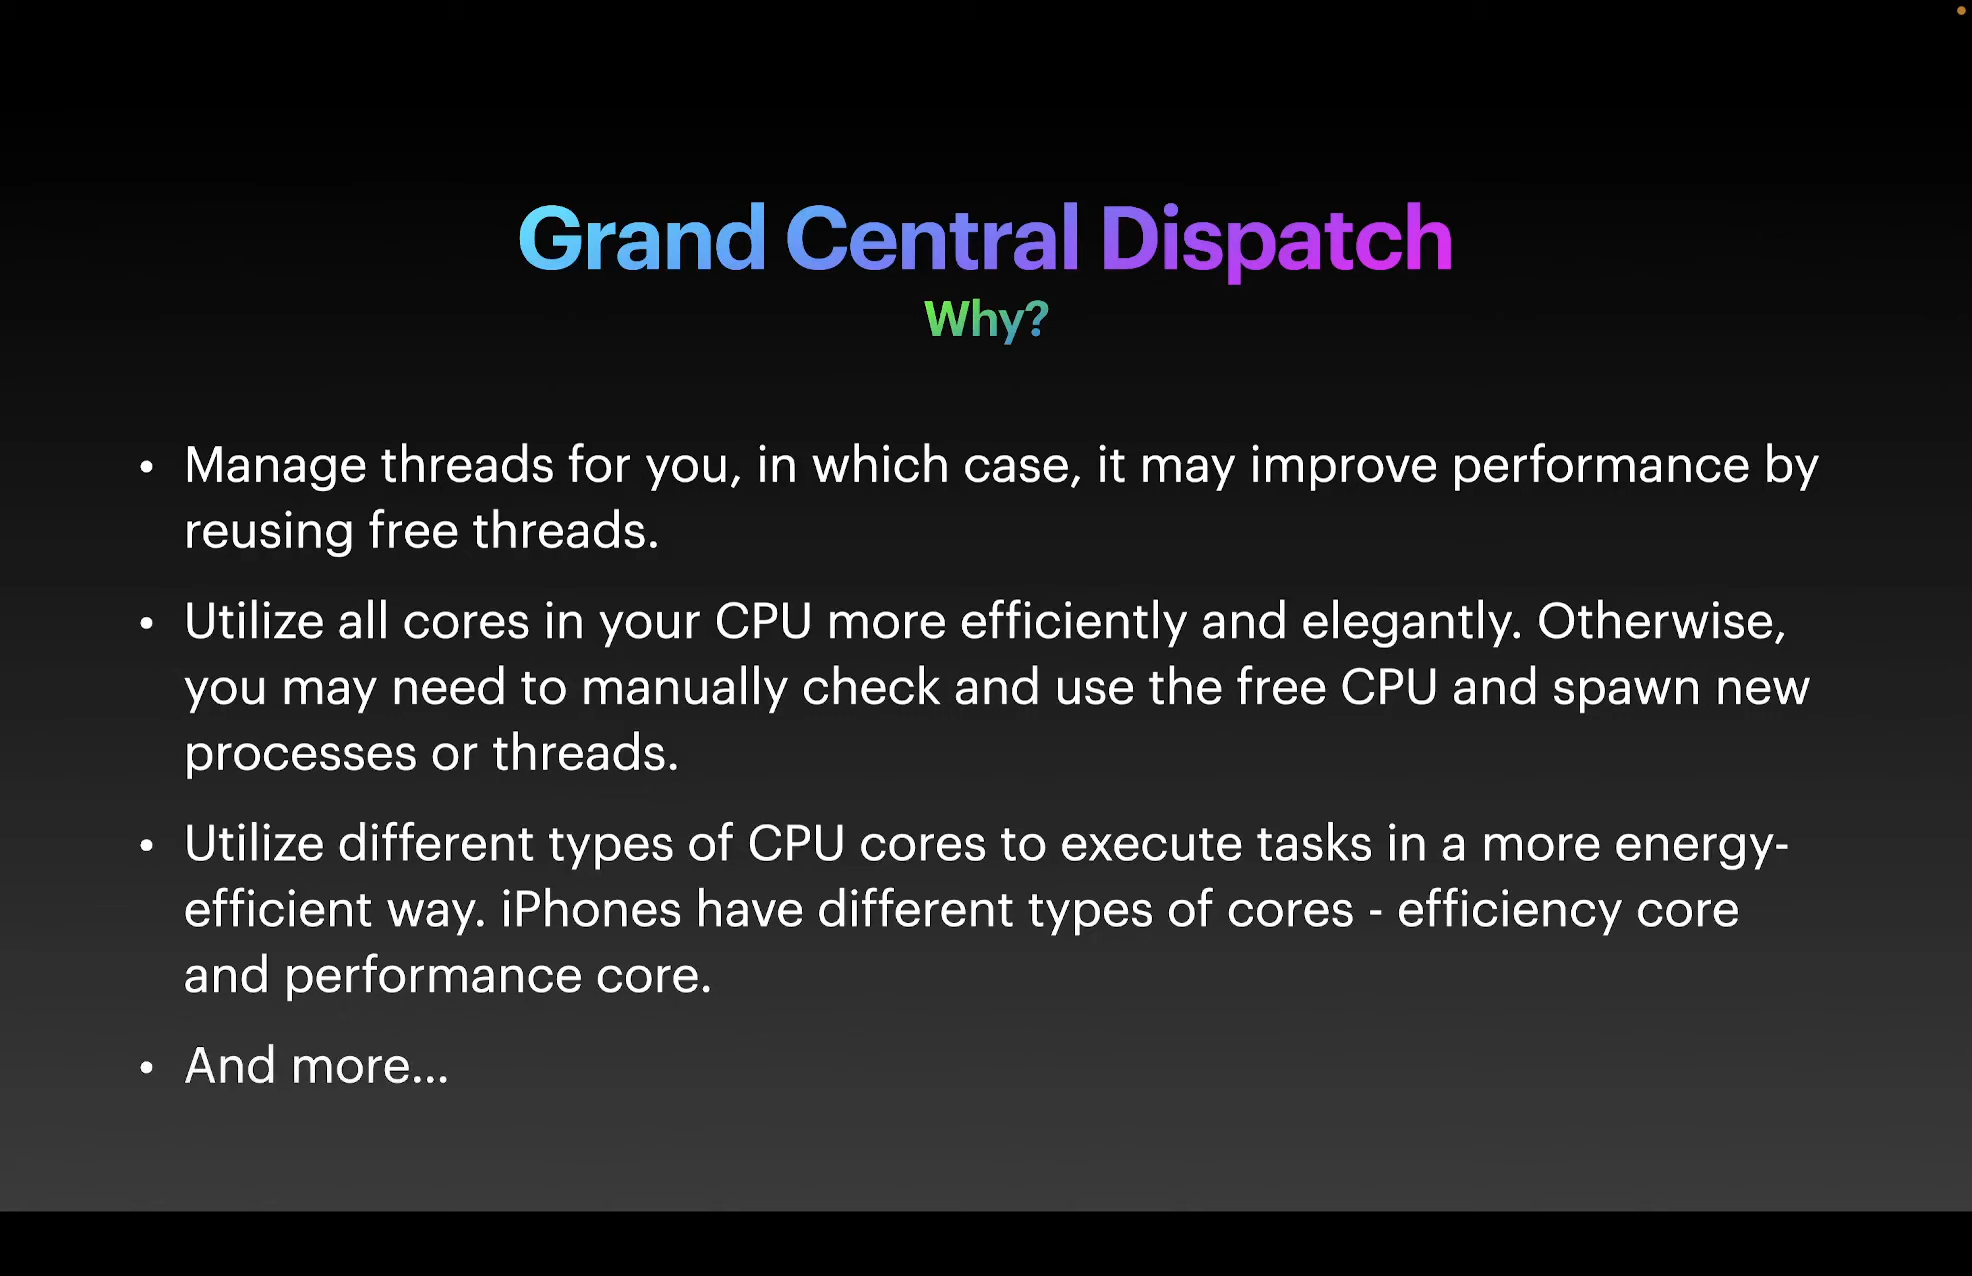 Grand Central Dispatch
Why?
• Manage threads for you, in which case, it may improve performance by
reusing free threads.
• Utilize all cores in your CPU more efficiently and elegantly. Otherwise,
you may need to manually check and use the free CPU and spawn new
processes or threads.
• Utilize different types of CPU cores to execute tasks in a more energy-
efficient way. iPhones have different types of cores - efficiency core
and performance core.
• And more...